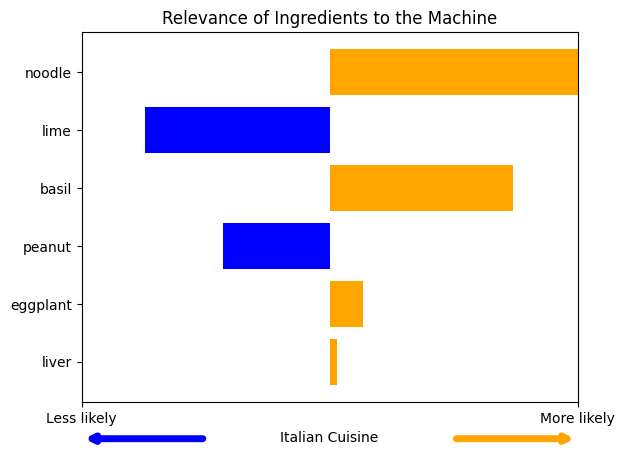 Relevance of Ingredients to the Machine
noodle
lime
basil
peanut
eggplant
liver
Less likely
More likely
Italian Cuisine